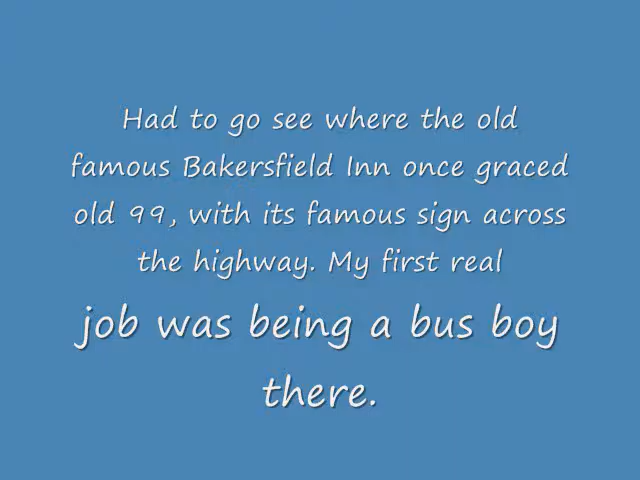 Had to go see where the old
famous Bakersfield Inn once graced
old 99, with its famous sign across
the highway. My first real
job was being a bus boy
there.